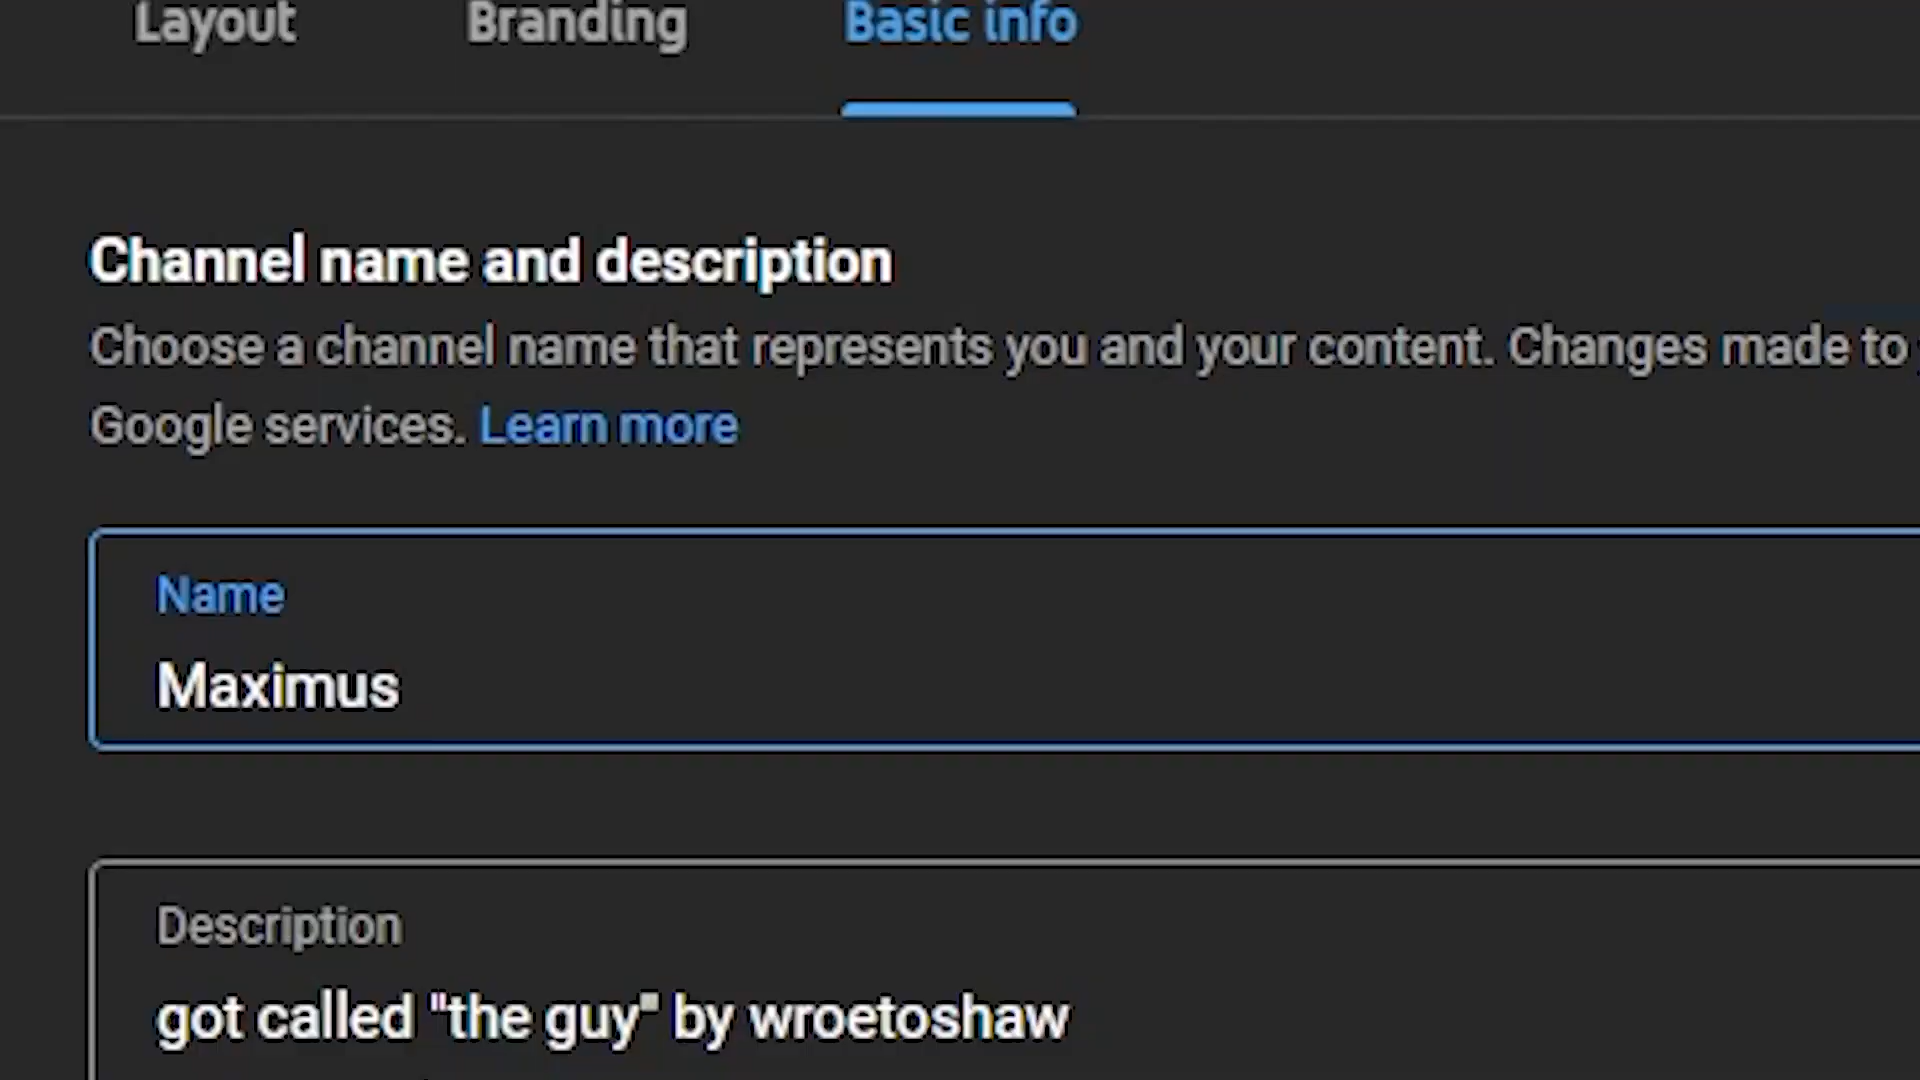 Layout Branding Basic info
Channel name and description
Choose a channel name that represents you and your content. Changes made to
Google services. Learn more
Name
Maximus
Description
got called "the guy" by wroetoshaw